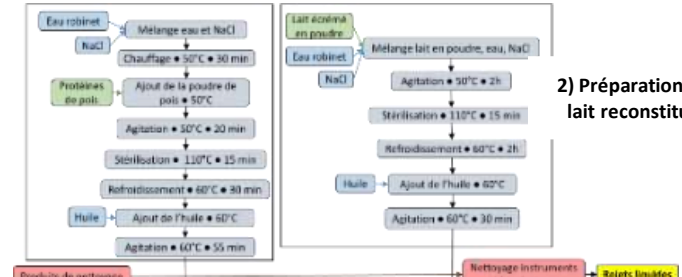 Eau robinet
NaCl
Mélange eau et NaCl
Chauffage • 50°C • 30 min
Protéines
de pois
Ajout de la poudre de
pois • 50°C
Agitation • 50°C • 20 min
Stérilisation • 110°C • 15 min
Refroidissement • 60°C • 30 min
Huile
Ajout de l'huile • 60°C
Agitation • 60°C • 55 min
Lait écrémé
en poudre
Eau robinet
NaCl
Mélange lait en poudre, eau, NaCl
Agitation • 50°C • 2h
Stérilisation • 110°C • 15 min
Refroidissement • 60°C • 2h
Huile
Ajout de l'huile • 60°C
Agitation • 60°C • 30 min
2) Préparation
lait reconstitu
Produits de nettoyage
Nettoyage instruments
Rejets liquides